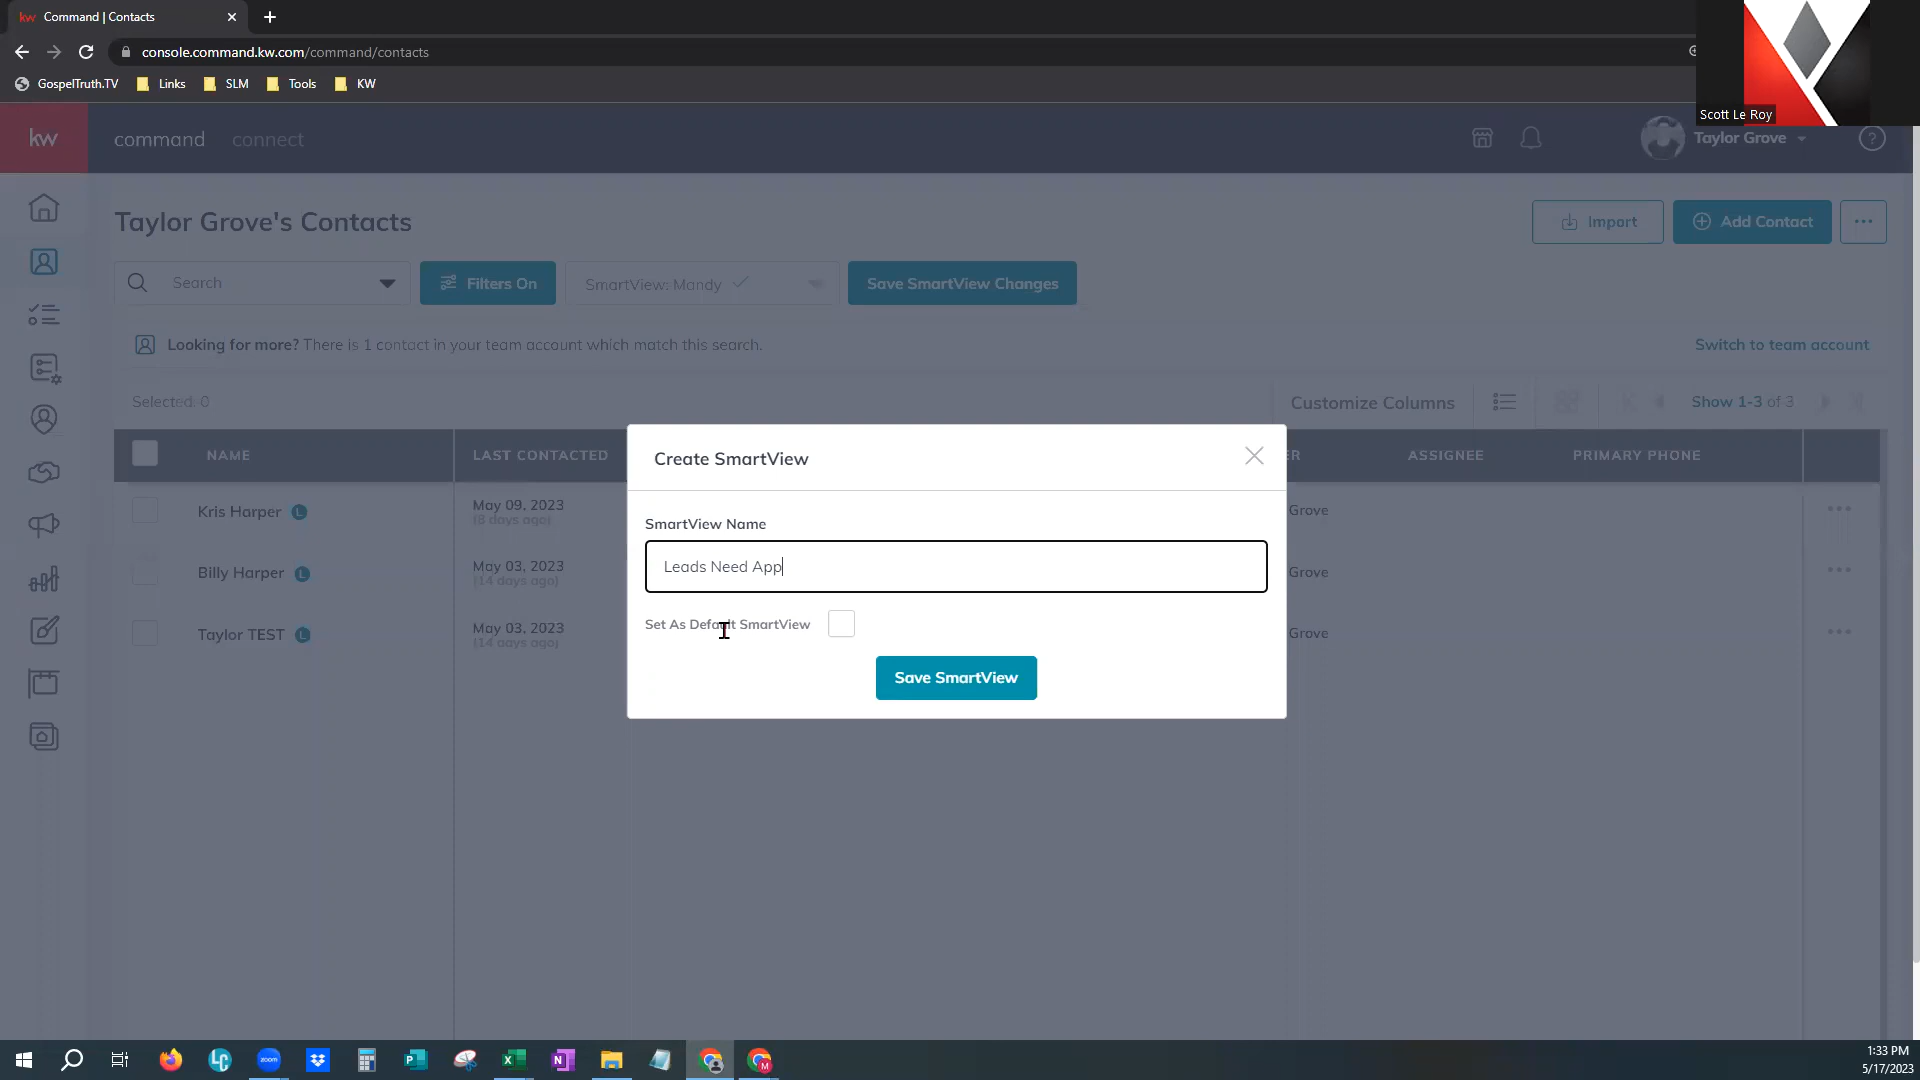 kw Command | Contacts
console.command.kw.com/command/contacts
GospelTruth.TV Links SLM Tools KW
Scott Le Roy
kw command connect Taylor Grove
Taylor Grove's Contacts Import Add Contact
Search Filters On SmartView: Mandy Save SmartView Changes
Looking for more? There is 1 contact in your team account which match this search. Switch to team account
Selected: 0 Customize Columns Show 1-3 of 3
NAME LAST CONTACTED ER ASSIGNEE PRIMARY PHONE
Kris Harper L May 09, 2023 Grove
(8 days ago)
Billy Harper L May 03, 2023 Grove
(14 days ago)
Taylor TEST L May 03, 2023 Grove
(14 days ago)
Create SmartView
SmartView Name
Leads Need App
Set As Default SmartView
Save SmartView
LC zoom P X N M
1:33 PM
5/17/2023